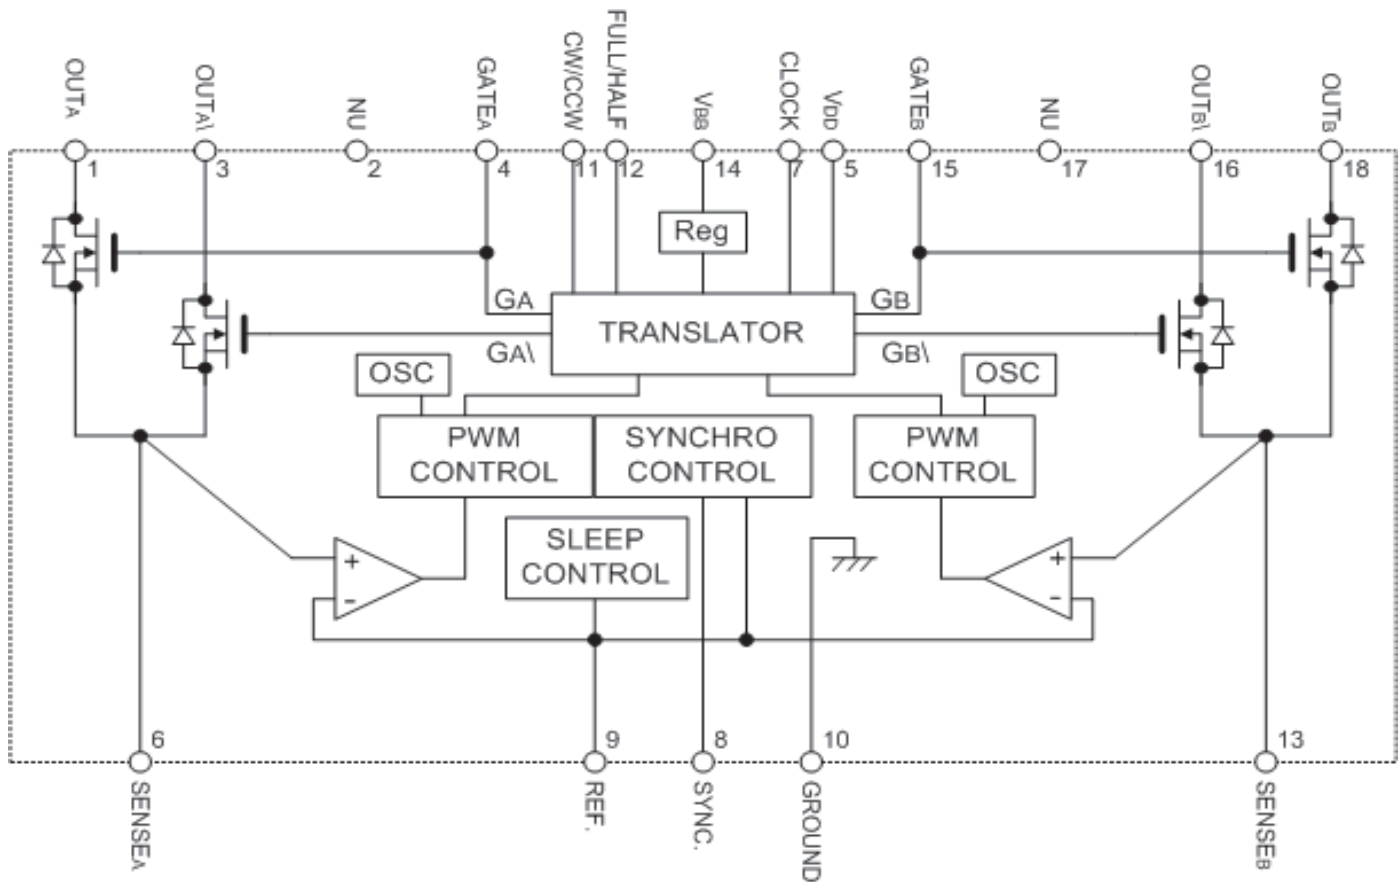 OUTA
OUTA\
NU
GATEA
CW/CCW
FULL/HALF
VBB
CLOCK
VDD
GATEB
NU
OUTB\
OUTB
1
3
2
4
11
12
14
7
5
15
17
16
18
Reg
GA
GB
TRANSLATOR
GA\
GB\
OSC
OSC
PWM
CONTROL
SYNCHRO
CONTROL
PWM
CONTROL
SLEEP
CONTROL
+
-
+
-
6
9
8
10
13
SENSEA
REF.
SYNC.
GROUND
SENSEB